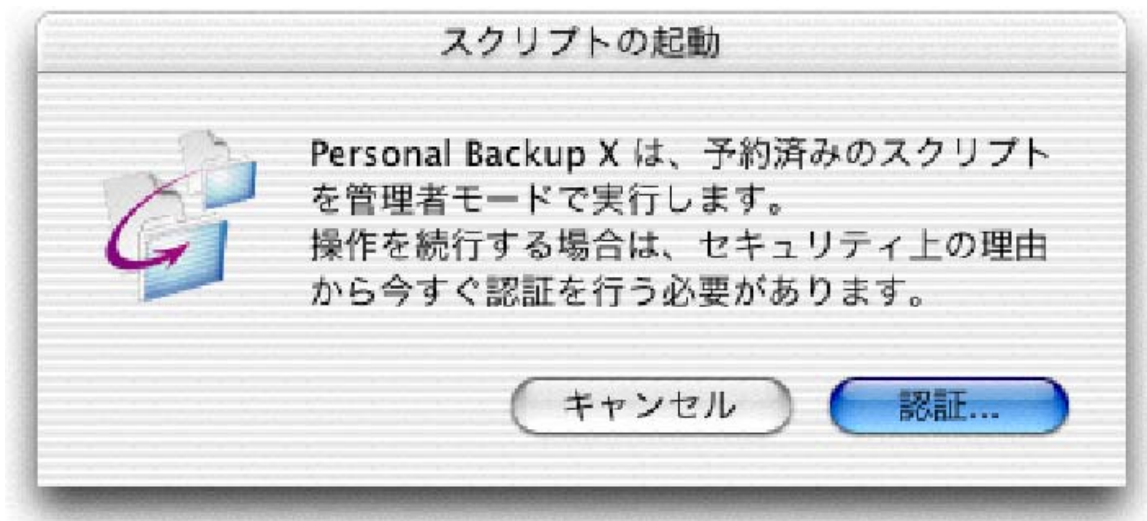 スクリプトの起動
Personal Backup X は、予約済みのスクリプト
を管理者モードで実行します。
操作を続行する場合は、セキュリティ上の理由
から今すぐ認証を行う必要があります。
キャンセル
認証...